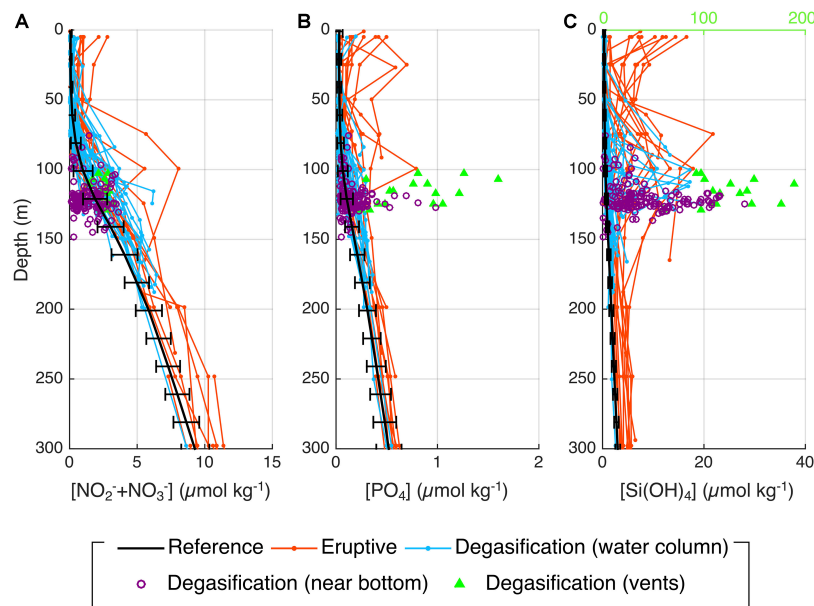 A
B
C
0
100
200
0
50
100
150
200
250
300
Depth (m)
0
5
10
15
[NO₂⁻+NO₃⁻] (μmol kg⁻¹)
0
50
100
150
200
250
300
0
1
2
[PO₄] (μmol kg⁻¹)
0
50
100
150
200
250
300
0
20
40
[Si(OH)₄] (μmol kg⁻¹)
Reference
Eruptive
Degasification (water column)
Degasification (near bottom)
Degasification (vents)